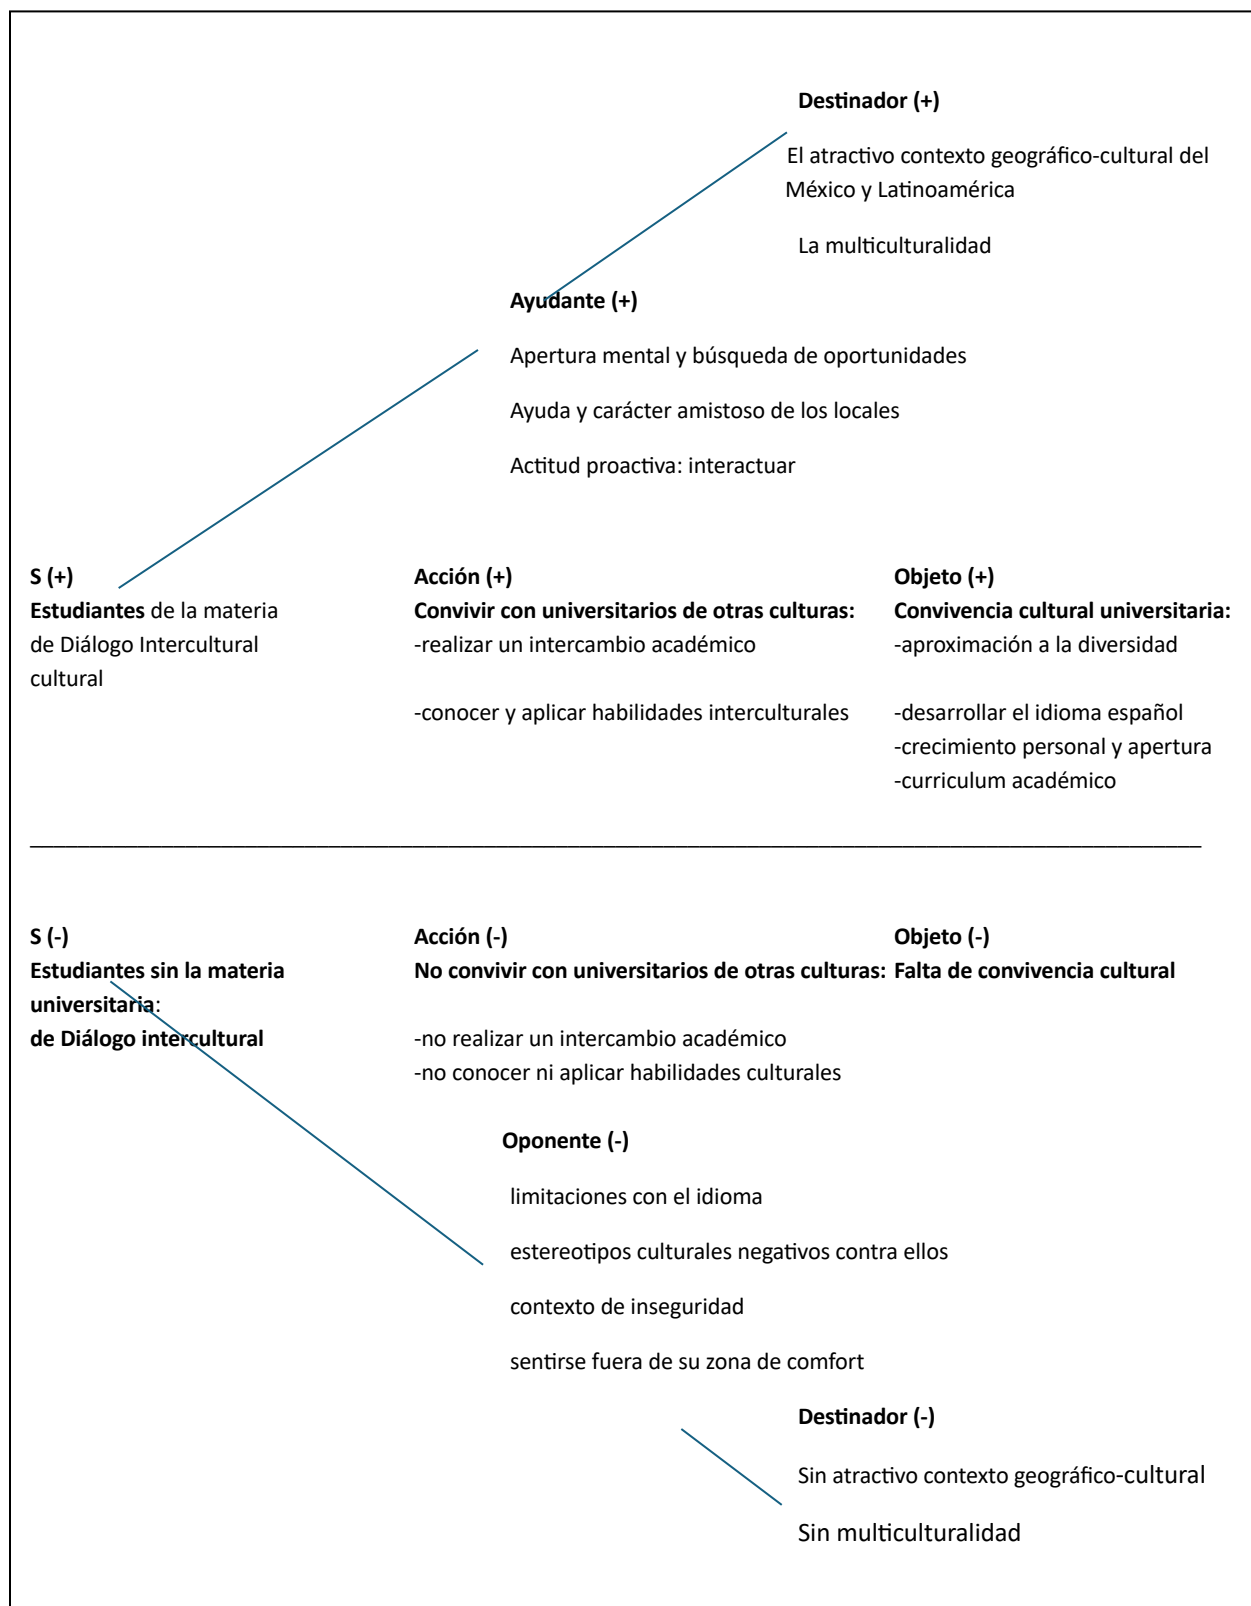 Destinador (+)
El atractivo contexto geográfico-cultural del
México y Latinoamérica
La multiculturalidad
Ayudante (+)
Apertura mental y búsqueda de oportunidades
Ayuda y carácter amistoso de los locales
Actitud proactiva: interactuar
S (+)
Estudiantes de la materia
de Diálogo Intercultural
cultural
Acción (+)
Convivir con universitarios de otras culturas:
-realizar un intercambio académico
-conocer y aplicar habilidades interculturales
Objeto (+)
Convivencia cultural universitaria:
-aproximación a la diversidad
-desarrollar el idioma español
-crecimiento personal y apertura
-curriculum académico
S (-)
Estudiantes sin la materia
universitaria:
de Diálogo intercultural
Acción (-)
No convivir con universitarios de otras culturas:
-no realizar un intercambio académico
-no conocer ni aplicar habilidades culturales
Objeto (-)
Falta de convivencia cultural
Oponente (-)
limitaciones con el idioma
estereotipos culturales negativos contra ellos
contexto de inseguridad
sentirse fuera de su zona de comfort
Destinador (-)
Sin atractivo contexto geográfico-cultural
Sin multiculturalidad